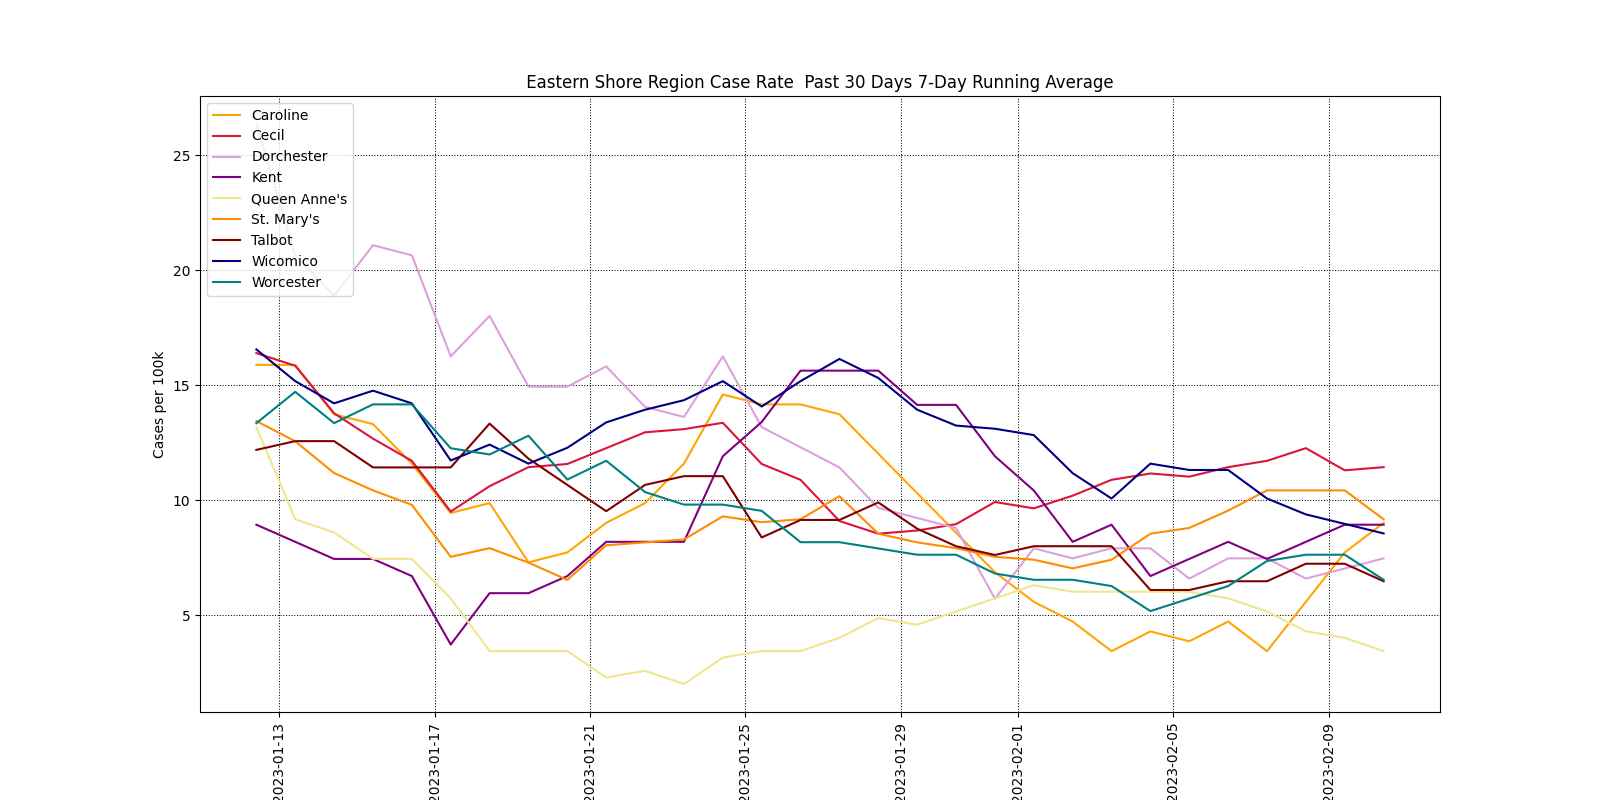 Eastern Shore Region Case Rate  Past 30 Days 7-Day Running Average
Caroline
Cecil
Dorchester
Kent
Queen Anne's
St. Mary's
Talbot
Wicomico
Worcester
Cases per 100k
25
20
15
10
5
2023-01-13
2023-01-17
2023-01-21
2023-01-25
2023-01-29
2023-02-01
2023-02-05
2023-02-09